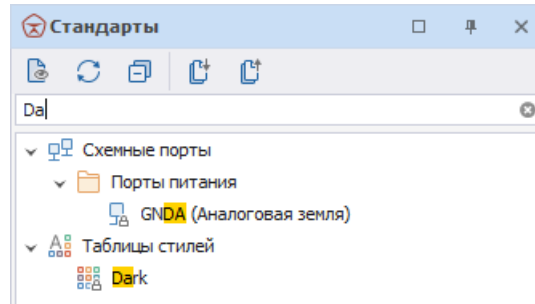 Стандарты
Da
Схемные порты
Порты питания
GNDA (Аналоговая земля)
Таблицы стилей
Dark